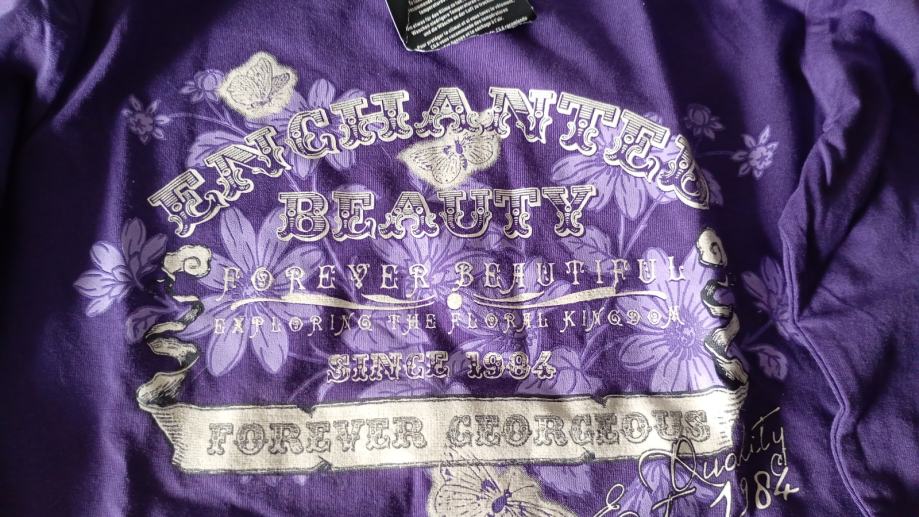 ENCHANTED
BEAUTY
FOREVER BEAUTIFUL
EXPLORING THE FLORAL KINGDOM
SINCE 1984
FOREVER GEORGEOUS
Quality
1984